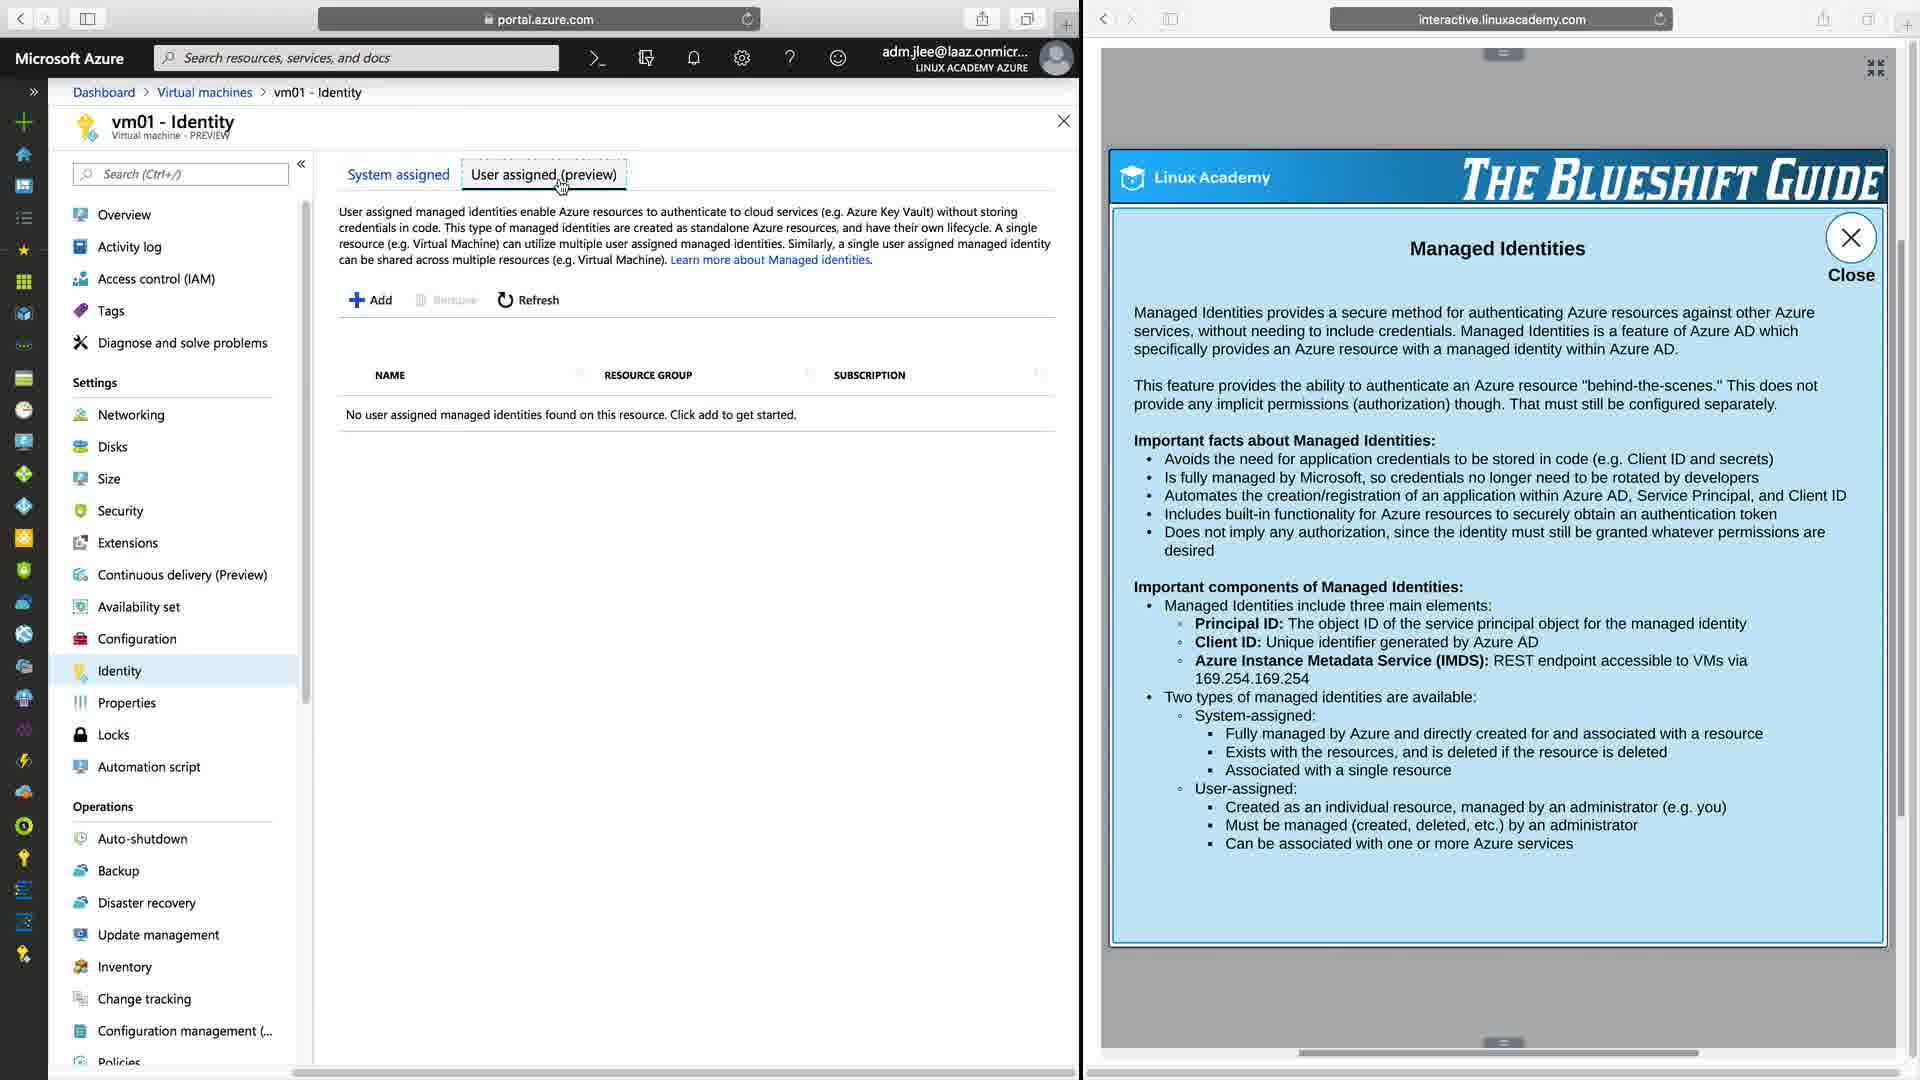 portal.azure.com
Microsoft Azure
Search resources, services, and docs
adm.jlee@laaz.onmicr...
LINUX ACADEMY AZURE
Dashboard > Virtual machines > vm01 - Identity
vm01 - Identity
Virtual machine - PREVIEW
Search (Ctrl+/)
Overview
Activity log
Access control (IAM)
Tags
Diagnose and solve problems
Settings
Networking
Disks
Size
Security
Extensions
Continuous delivery (Preview)
Availability set
Configuration
Identity
Properties
Locks
Automation script
Operations
Auto-shutdown
Backup
Disaster recovery
Update management
Inventory
Change tracking
Configuration management (...
Policies
System assigned
User assigned (preview)
User assigned managed identities enable Azure resources to authenticate to cloud services (e.g. Azure Key Vault) without storing
credentials in code. This type of managed identities are created as standalone Azure resources, and have their own lifecycle. A single
resource (e.g. Virtual Machine) can utilize multiple user assigned managed identities. Similarly, a single user assigned managed identity
can be shared across multiple resources (e.g. Virtual Machine). Learn more about Managed identities.
Add Remove Refresh
NAME RESOURCE GROUP SUBSCRIPTION
No user assigned managed identities found on this resource. Click add to get started.
interactive.linuxacademy.com
Linux Academy
THE BLUESHIFT GUIDE
Managed Identities
Close
Managed Identities provides a secure method for authenticating Azure resources against other Azure
services, without needing to include credentials. Managed Identities is a feature of Azure AD which
specifically provides an Azure resource with a managed identity within Azure AD.
This feature provides the ability to authenticate an Azure resource "behind-the-scenes." This does not
provide any implicit permissions (authorization) though. That must still be configured separately.
Important facts about Managed Identities:
• Avoids the need for application credentials to be stored in code (e.g. Client ID and secrets)
• Is fully managed by Microsoft, so credentials no longer need to be rotated by developers
• Automates the creation/registration of an application within Azure AD, Service Principal, and Client ID
• Includes built-in functionality for Azure resources to securely obtain an authentication token
• Does not imply any authorization, since the identity must still be granted whatever permissions are
desired
Important components of Managed Identities:
• Managed Identities include three main elements:
◦ Principal ID: The object ID of the service principal object for the managed identity
◦ Client ID: Unique identifier generated by Azure AD
◦ Azure Instance Metadata Service (IMDS): REST endpoint accessible to VMs via
169.254.169.254
• Two types of managed identities are available:
◦ System-assigned:
▪ Fully managed by Azure and directly created for and associated with a resource
▪ Exists with the resources, and is deleted if the resource is deleted
▪ Associated with a single resource
◦ User-assigned:
▪ Created as an individual resource, managed by an administrator (e.g. you)
▪ Must be managed (created, deleted, etc.) by an administrator
▪ Can be associated with one or more Azure services